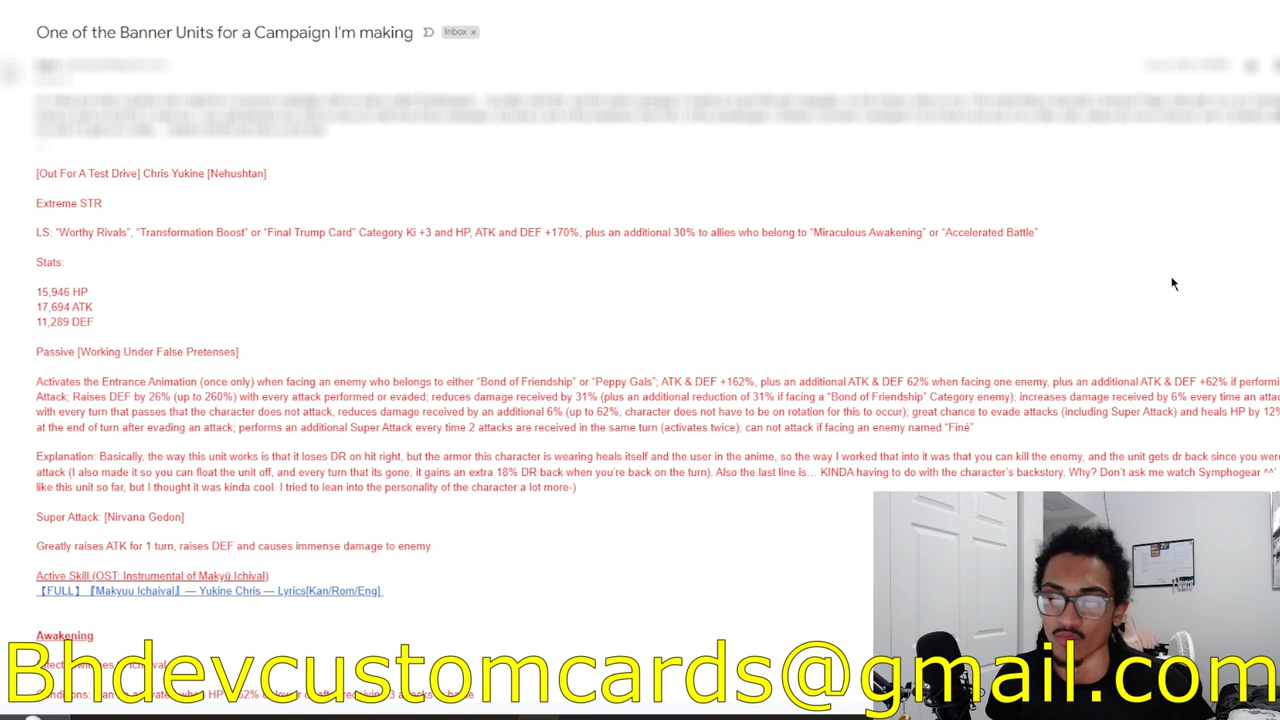 One of the Banner Units for a Campaign I'm making Inbox ×
[Out For A Test Drive] Chris Yukine [Nehushtan]
Extreme STR
LS: “Worthy Rivals”, “Transformation Boost” or “Final Trump Card” Category Ki +3 and HP, ATK and DEF +170%, plus an additional 30% to allies who belong to “Miraculous Awakening” or “Accelerated Battle”
Stats:
15,946 HP
17,694 ATK
11,289 DEF
Passive [Working Under False Pretenses]
Activates the Entrance Animation (once only) when facing an enemy who belongs to either “Bond of Friendship” or “Peppy Gals”; ATK & DEF +162%, plus an additional ATK & DEF 62% when facing one enemy, plus an additional ATK & DEF +62% if performi
Attack; Raises DEF by 26% (up to 260%) with every attack performed or evaded; reduces damage received by 31% (plus an additional reduction of 31% if facing a “Bond of Friendship” Category enemy); increases damage received by 6% every time an atta
with every turn that passes that the character does not attack, reduces damage received by an additional 6% (up to 62%, character does not have to be on rotation for this to occur); great chance to evade attacks (including Super Attack) and heals HP by 12%
at the end of turn after evading an attack; performs an additional Super Attack every time 2 attacks are received in the same turn (activates twice); can not attack if facing an enemy named “Finé”
Explanation: Basically, the way this unit works is that it loses DR on hit right, but the armor this character is wearing heals itself and the user in the anime, so the way I worked that into it was that you can kill the enemy, and the unit gets dr back since you were
attack (I also made it so you can float the unit off, and every turn that its gone, it gains an extra 18% DR back when you're back on the turn). Also the last line is… KINDA having to do with the character's backstory. Why? Don't ask me watch Symphogear ^^'
like this unit so far, but I thought it was kinda cool. I tried to lean into the personality of the character a lot more-)
Super Attack: [Nirvana Gedon]
Greatly raises ATK for 1 turn, raises DEF and causes immense damage to enemy
Active Skill (OST: Instrumental of Makyū Ichival)
【FULL】『Makyuu Ichaival』 — Yukine Chris — Lyrics[Kan/Rom/Eng]
Awakening
Bhdevcustomcards@gmail.com